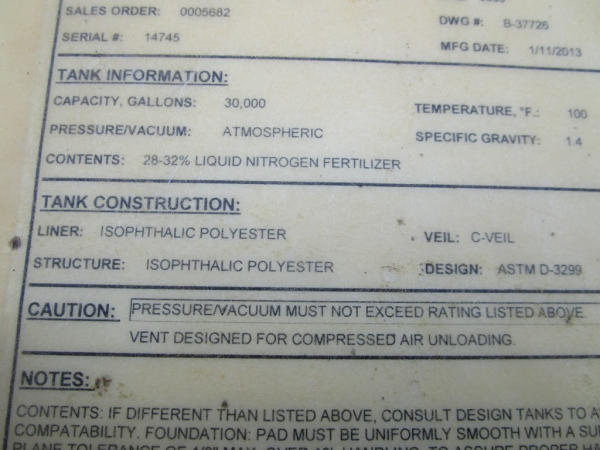 SALES ORDER: 0005682
DWG #: B-37726
SERIAL #: 14745
MFG DATE: 1/11/2013
TANK INFORMATION:
CAPACITY, GALLONS: 30,000
TEMPERATURE, °F.: 100
PRESSURE/VACUUM: ATMOSPHERIC
SPECIFIC GRAVITY: 1.4
CONTENTS: 28-32% LIQUID NITROGEN FERTILIZER
TANK CONSTRUCTION:
LINER: ISOPHTHALIC POLYESTER
VEIL: C-VEIL
STRUCTURE: ISOPHTHALIC POLYESTER
DESIGN: ASTM D-3299
CAUTION: PRESSURE/VACUUM MUST NOT EXCEED RATING LISTED ABOVE.
VENT DESIGNED FOR COMPRESSED AIR UNLOADING.
NOTES:
CONTENTS: IF DIFFERENT THAN LISTED ABOVE, CONSULT DESIGN TANKS TO
COMPATABILITY. FOUNDATION: PAD MUST BE UNIFORMLY SMOOTH WITH A
PLANE TOLERANCE OF